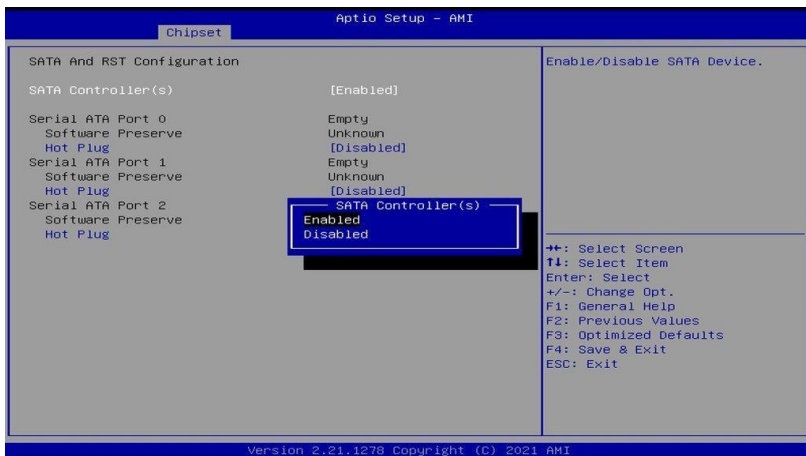 Aptio Setup - AMI
Chipset
SATA And RST Configuration
SATA Controller(s) [Enabled]
Serial ATA Port 0 Empty
Software Preserve Unknown
Hot Plug [Disabled]
Serial ATA Port 1 Empty
Software Preserve Unknown
Hot Plug [Disabled]
Serial ATA Port 2
Software Preserve
Hot Plug
SATA Controller(s)
Enabled
Disabled
Enable/Disable SATA Device.
→←: Select Screen
↑↓: Select Item
Enter: Select
+/-: Change Opt.
F1: General Help
F2: Previous Values
F3: Optimized Defaults
F4: Save & Exit
ESC: Exit
Version 2.21.1278 Copyright (C) 2021 AMI